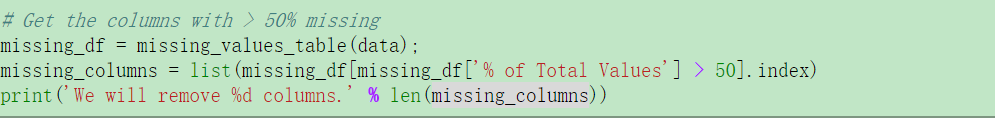 # Get the columns with > 50% missing
missing_df = missing_values_table(data);
missing_columns = list(missing_df[missing_df['% of Total Values'] > 50].index)
print('We will remove %d columns.' % len(missing_columns))